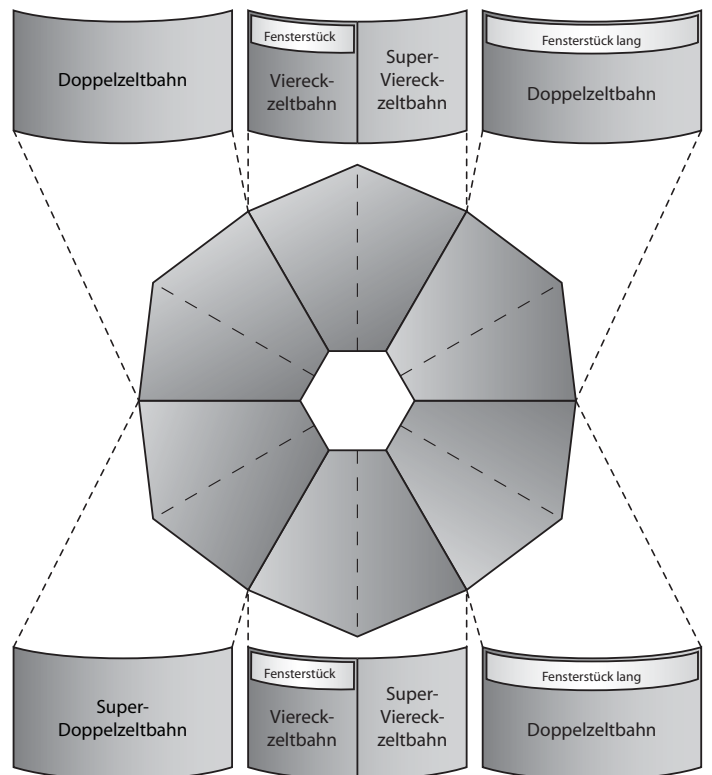 Doppelzeltbahn
Fensterstück
Viereck-
zeltbahn
Super-
Viereck-
zeltbahn
Fensterstück lang
Doppelzeltbahn
Super-
Doppelzeltbahn
Fensterstück
Viereck-
zeltbahn
Super-
Viereck-
zeltbahn
Fensterstück lang
Doppelzeltbahn